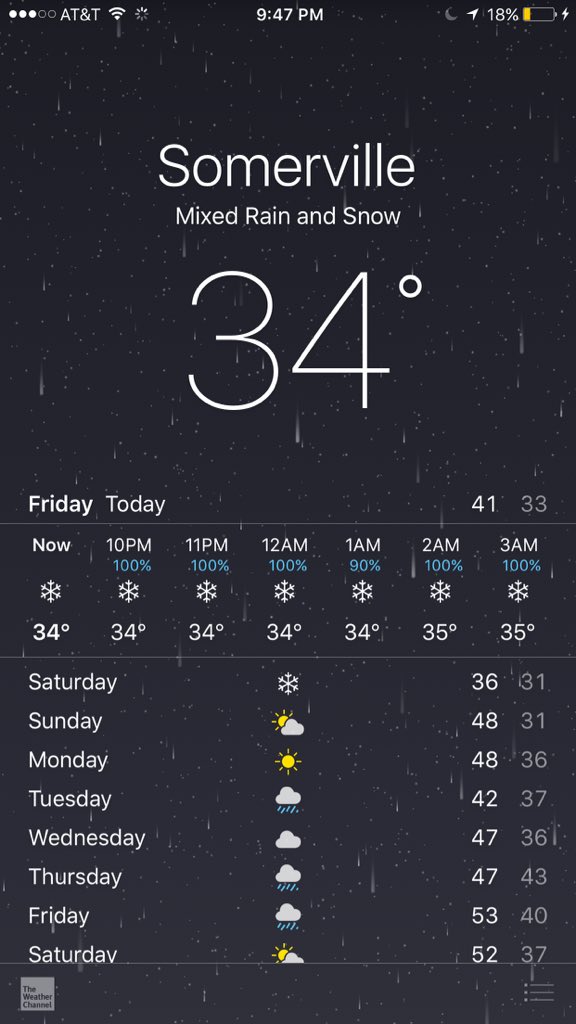 AT&T 9:47 PM 18%
Somerville
Mixed Rain and Snow
34°
Friday Today 41 33
Now 10PM 11PM 12AM 1AM 2AM 3AM
100% 100% 100% 90% 100% 100%
34° 34° 34° 34° 34° 35° 35°
Saturday 36 31
Sunday 48 31
Monday 48 36
Tuesday 42 37
Wednesday 47 36
Thursday 47 43
Friday 53 40
Saturday 52 37
The
Weather
Channel